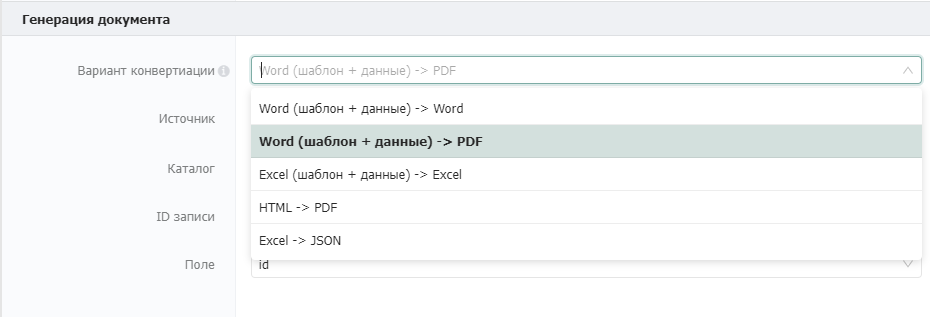 Генерация документа
Вариант конвертиации
Word (шаблон + данные) -> PDF
Word (шаблон + данные) -> Word
Источник
Word (шаблон + данные) -> PDF
Каталог
Excel (шаблон + данные) -> Excel
ID записи
HTML -> PDF
Excel -> JSON
Поле
id